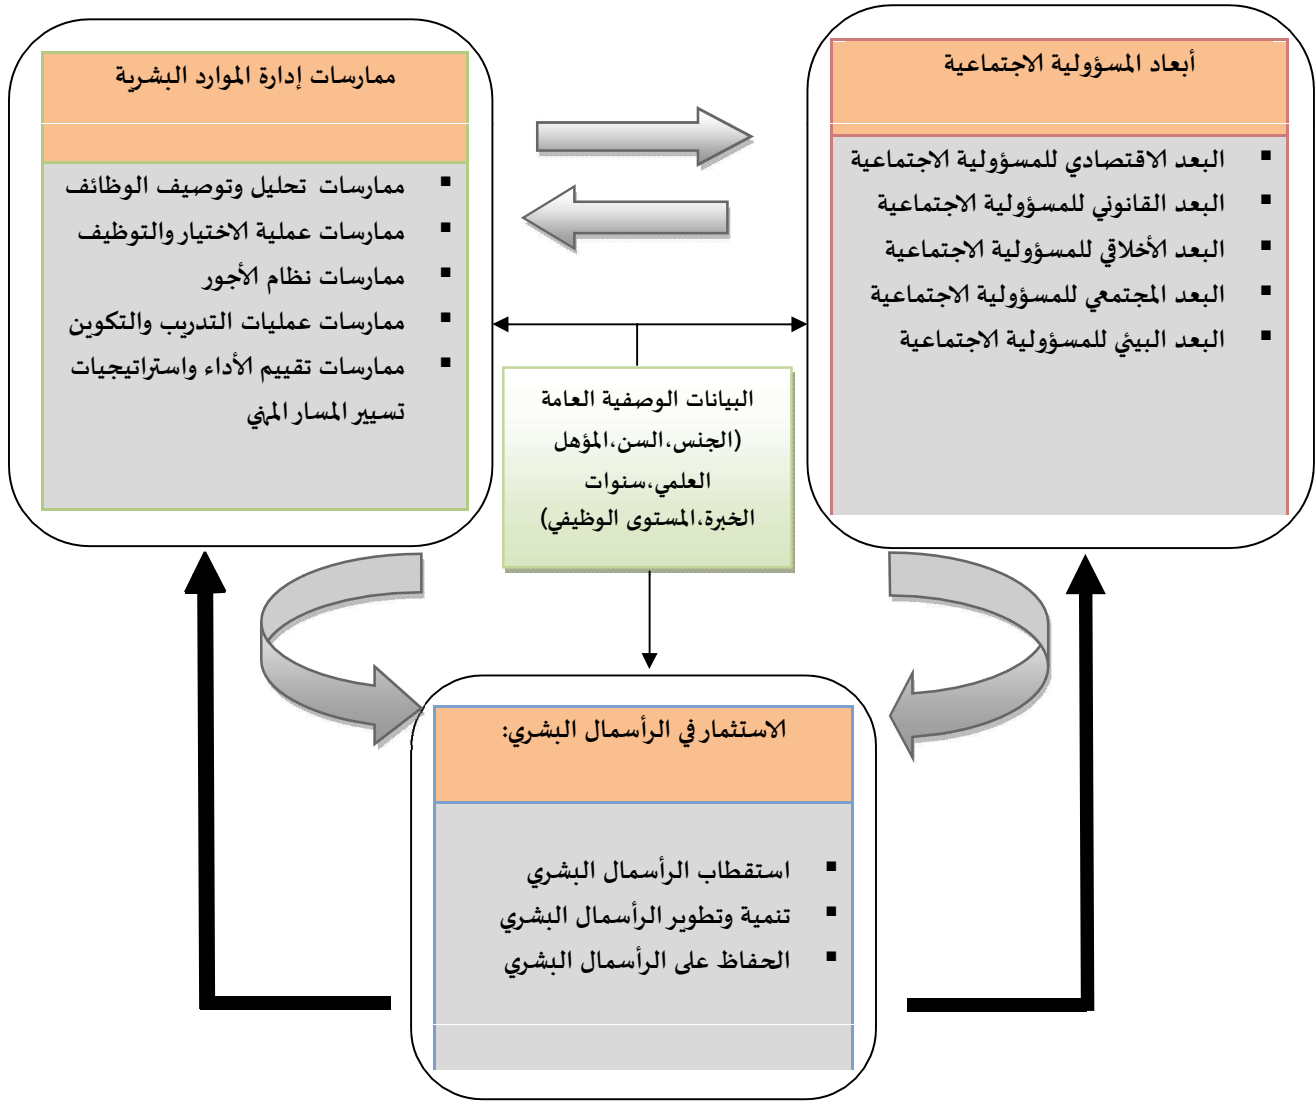 أبعاد المسؤولية الاجتماعية
▪ البعد الاقتصادي للمسؤولية الاجتماعية
▪ البعد القانوني للمسؤولية الاجتماعية
▪ البعد الأخلاقي للمسؤولية الاجتماعية
▪ البعد المجتمعي للمسؤولية الاجتماعية
▪ البعد البيئي للمسؤولية الاجتماعية
ممارسات إدارة الموارد البشرية
▪ ممارسات تحليل وتوصيف الوظائف
▪ ممارسات عملية الاختيار والتوظيف
▪ ممارسات نظام الأجور
▪ ممارسات عمليات التدريب والتكوين
▪ ممارسات تقييم الأداء واستراتيجيات
تسيير المسار المهني
البيانات الوصفية العامة
(الجنس،السن،المؤهل
العلمي،سنوات
الخبرة،المستوى الوظيفي)
الاستثمار في الرأسمال البشري:
▪ استقطاب الرأسمال البشري
▪ تنمية وتطوير الرأسمال البشري
▪ الحفاظ على الرأسمال البشري